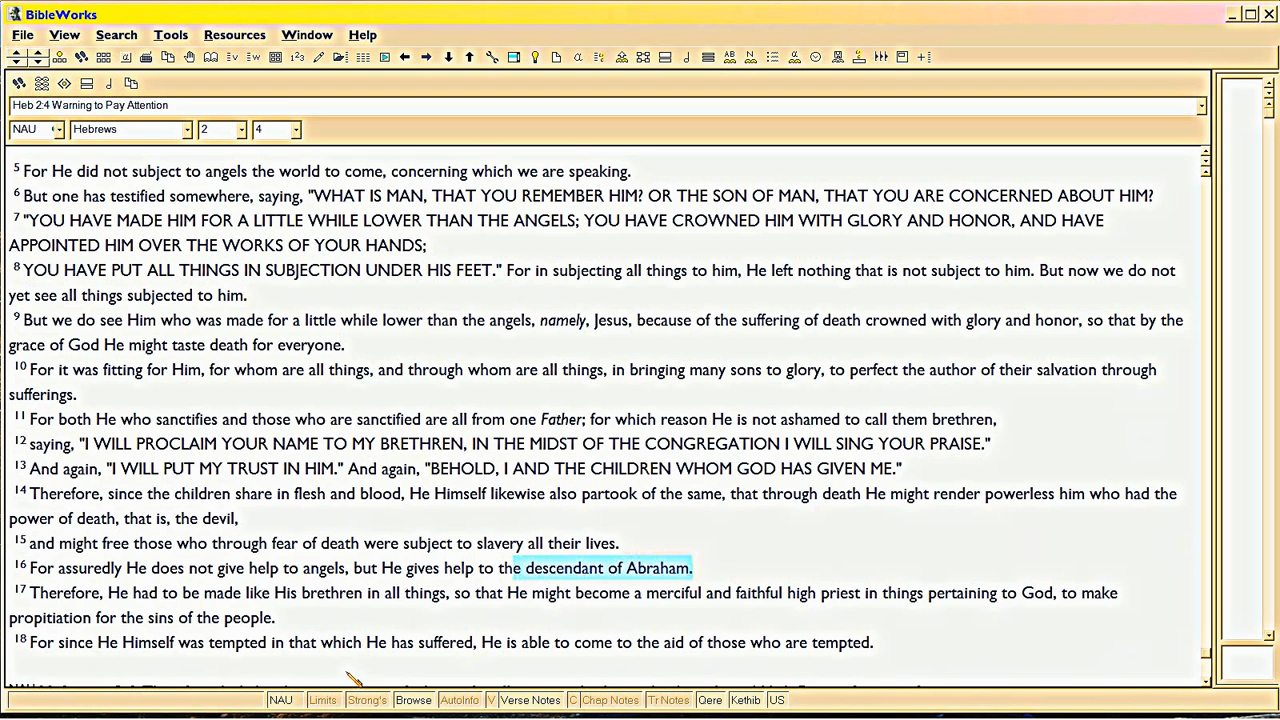 BibleWorks
File View Search Tools Resources Window Help
Heb 2:4 Warning to Pay Attention
NAU Hebrews 2 4
5 For He did not subject to angels the world to come, concerning which we are speaking.
6 But one has testified somewhere, saying, "WHAT IS MAN, THAT YOU REMEMBER HIM? OR THE SON OF MAN, THAT YOU ARE CONCERNED ABOUT HIM?
7 "YOU HAVE MADE HIM FOR A LITTLE WHILE LOWER THAN THE ANGELS; YOU HAVE CROWNED HIM WITH GLORY AND HONOR, AND HAVE
APPOINTED HIM OVER THE WORKS OF YOUR HANDS;
8 YOU HAVE PUT ALL THINGS IN SUBJECTION UNDER HIS FEET." For in subjecting all things to him, He left nothing that is not subject to him. But now we do not
yet see all things subjected to him.
9 But we do see Him who was made for a little while lower than the angels, namely, Jesus, because of the suffering of death crowned with glory and honor, so that by the
grace of God He might taste death for everyone.
10 For it was fitting for Him, for whom are all things, and through whom are all things, in bringing many sons to glory, to perfect the author of their salvation through
sufferings.
11 For both He who sanctifies and those who are sanctified are all from one Father; for which reason He is not ashamed to call them brethren,
12 saying, "I WILL PROCLAIM YOUR NAME TO MY BRETHREN, IN THE MIDST OF THE CONGREGATION I WILL SING YOUR PRAISE."
13 And again, "I WILL PUT MY TRUST IN HIM." And again, "BEHOLD, I AND THE CHILDREN WHOM GOD HAS GIVEN ME."
14 Therefore, since the children share in flesh and blood, He Himself likewise also partook of the same, that through death He might render powerless him who had the
power of death, that is, the devil,
15 and might free those who through fear of death were subject to slavery all their lives.
16 For assuredly He does not give help to angels, but He gives help to the descendant of Abraham.
17 Therefore, He had to be made like His brethren in all things, so that He might become a merciful and faithful high priest in things pertaining to God, to make
propitiation for the sins of the people.
18 For since He Himself was tempted in that which He has suffered, He is able to come to the aid of those who are tempted.
NAU Limits Strong's Browse AutoInfo V Verse Notes C Chap Notes Tr Notes Qere Kethib US